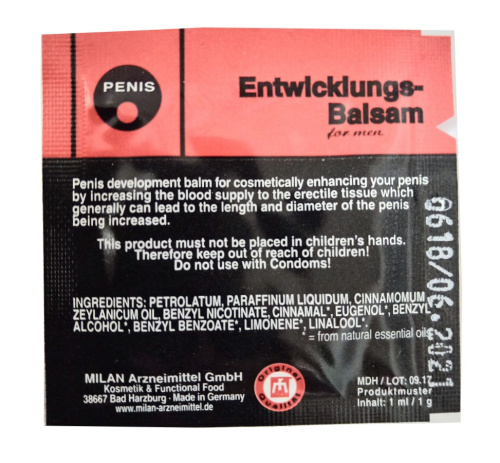 PENIS
Entwicklungs-
Balsam
for men
Penis development balm for cosmetically enhancing your penis
by increasing the blood supply to the erectile tissue which
generally can lead to the length and diameter of the penis
being increased.
This product must not be placed in children's hands.
Therefore keep out of reach of children!
Do not use with Condoms!
INGREDIENTS: PETROLATUM, PARAFFINUM LIQUIDUM, CINNAMOMUM
ZEYLANICUM OIL, BENZYL NICOTINATE, CINNAMAL*, EUGENOL*, BENZYL
ALCOHOL*, BENZYL BENZOATE*, LIMONENE*, LINALOOL*.
* = from natural essential oils
0618/06.2021
MILAN Arzneimittel GmbH
Kosmetik & Functional Food
38667 Bad Harzburg · Made in Germany
www.milan-arzneimittel.de
Original
Qualität
MDH / LOT: 09.17
Produktmuster
Inhalt: 1 ml / 1 g